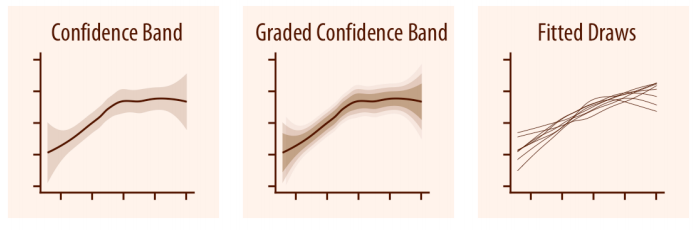 Confidence Band
Graded Confidence Band
Fitted Draws